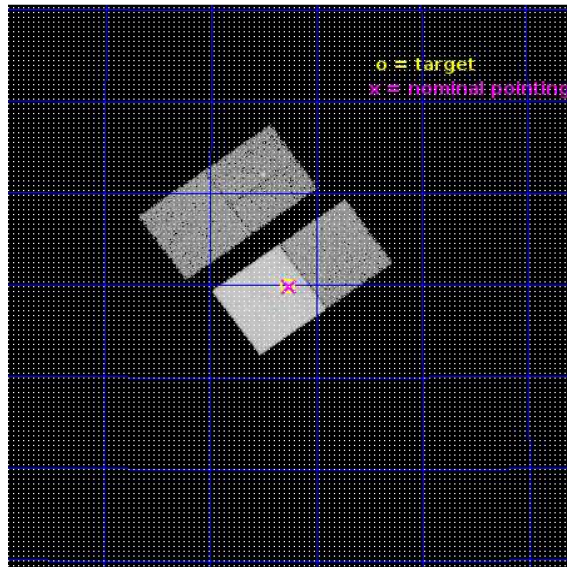 o = target
x = nominal pointing